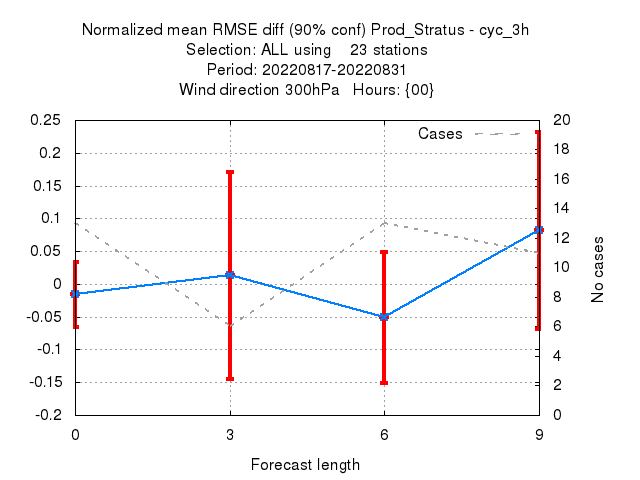 Normalized mean RMSE diff (90% conf) Prod_Stratus - cyc_3h
Selection: ALL using    23 stations
Period: 20220817-20220831
Wind direction 300hPa   Hours: {00}
Cases
0.25
0.2
0.15
0.1
0.05
0
-0.05
-0.1
-0.15
-0.2
20
18
16
14
12
10
8
6
4
2
0
No cases
0 3 6 9
Forecast length